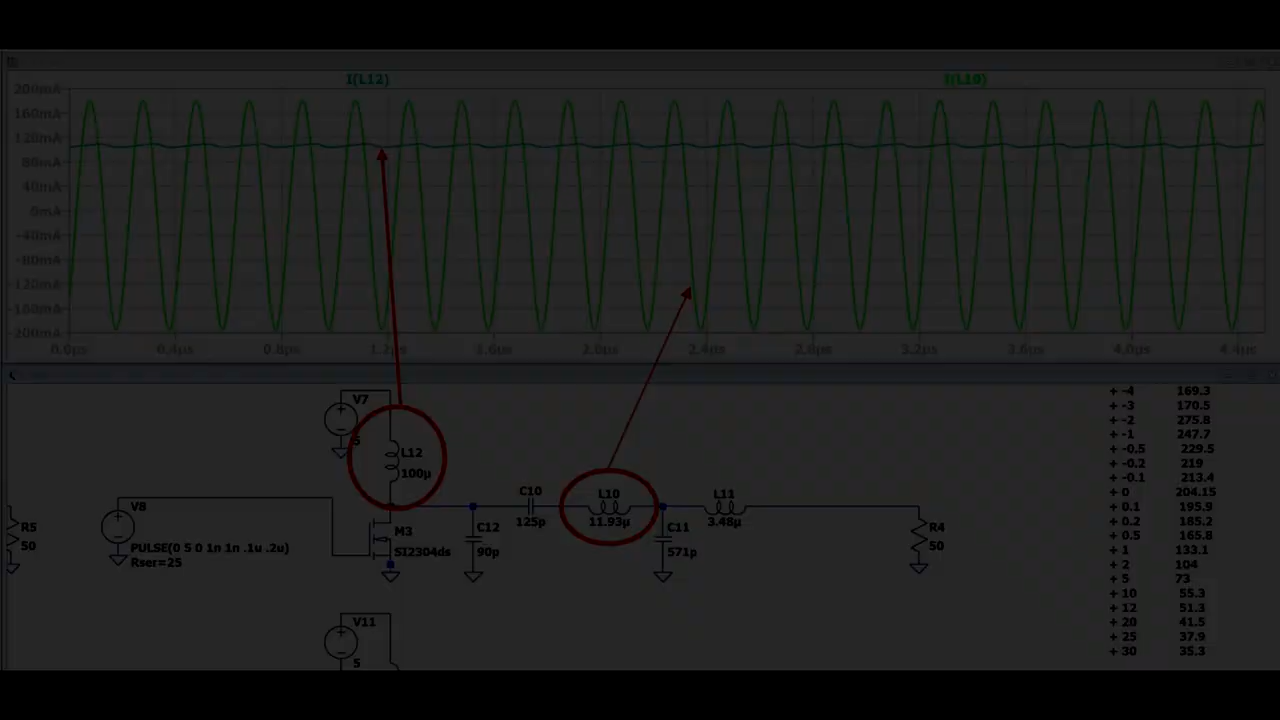 I(L12) I(L10)
200mA
160mA
120mA
80mA
40mA
0mA
-40mA
-80mA
-120mA
-160mA
-200mA
0.0µs 0.4µs 0.8µs 1.2µs 1.6µs 2.0µs 2.4µs 2.8µs 3.2µs 3.6µs 4.0µs 4.4µs
V7
5
L12
100µ
V8
PULSE(0 5 0 1n 1n .1u .2u)
Rser=25
R5
50
M3
SI2304ds
C12
90p
C10
125p
L10
11.93µ
C11
571p
L11
3.48µ
R4
50
V11
5
+ -4 169.3
+ -3 170.5
+ -2 275.8
+ -1 247.7
+ -0.5 229.5
+ -0.2 219
+ -0.1 213.4
+ 0 204.15
+ 0.1 195.9
+ 0.2 185.2
+ 0.5 165.8
+ 1 133.1
+ 2 104
+ 5 73
+ 10 55.3
+ 12 51.3
+ 20 41.5
+ 25 37.9
+ 30 35.3